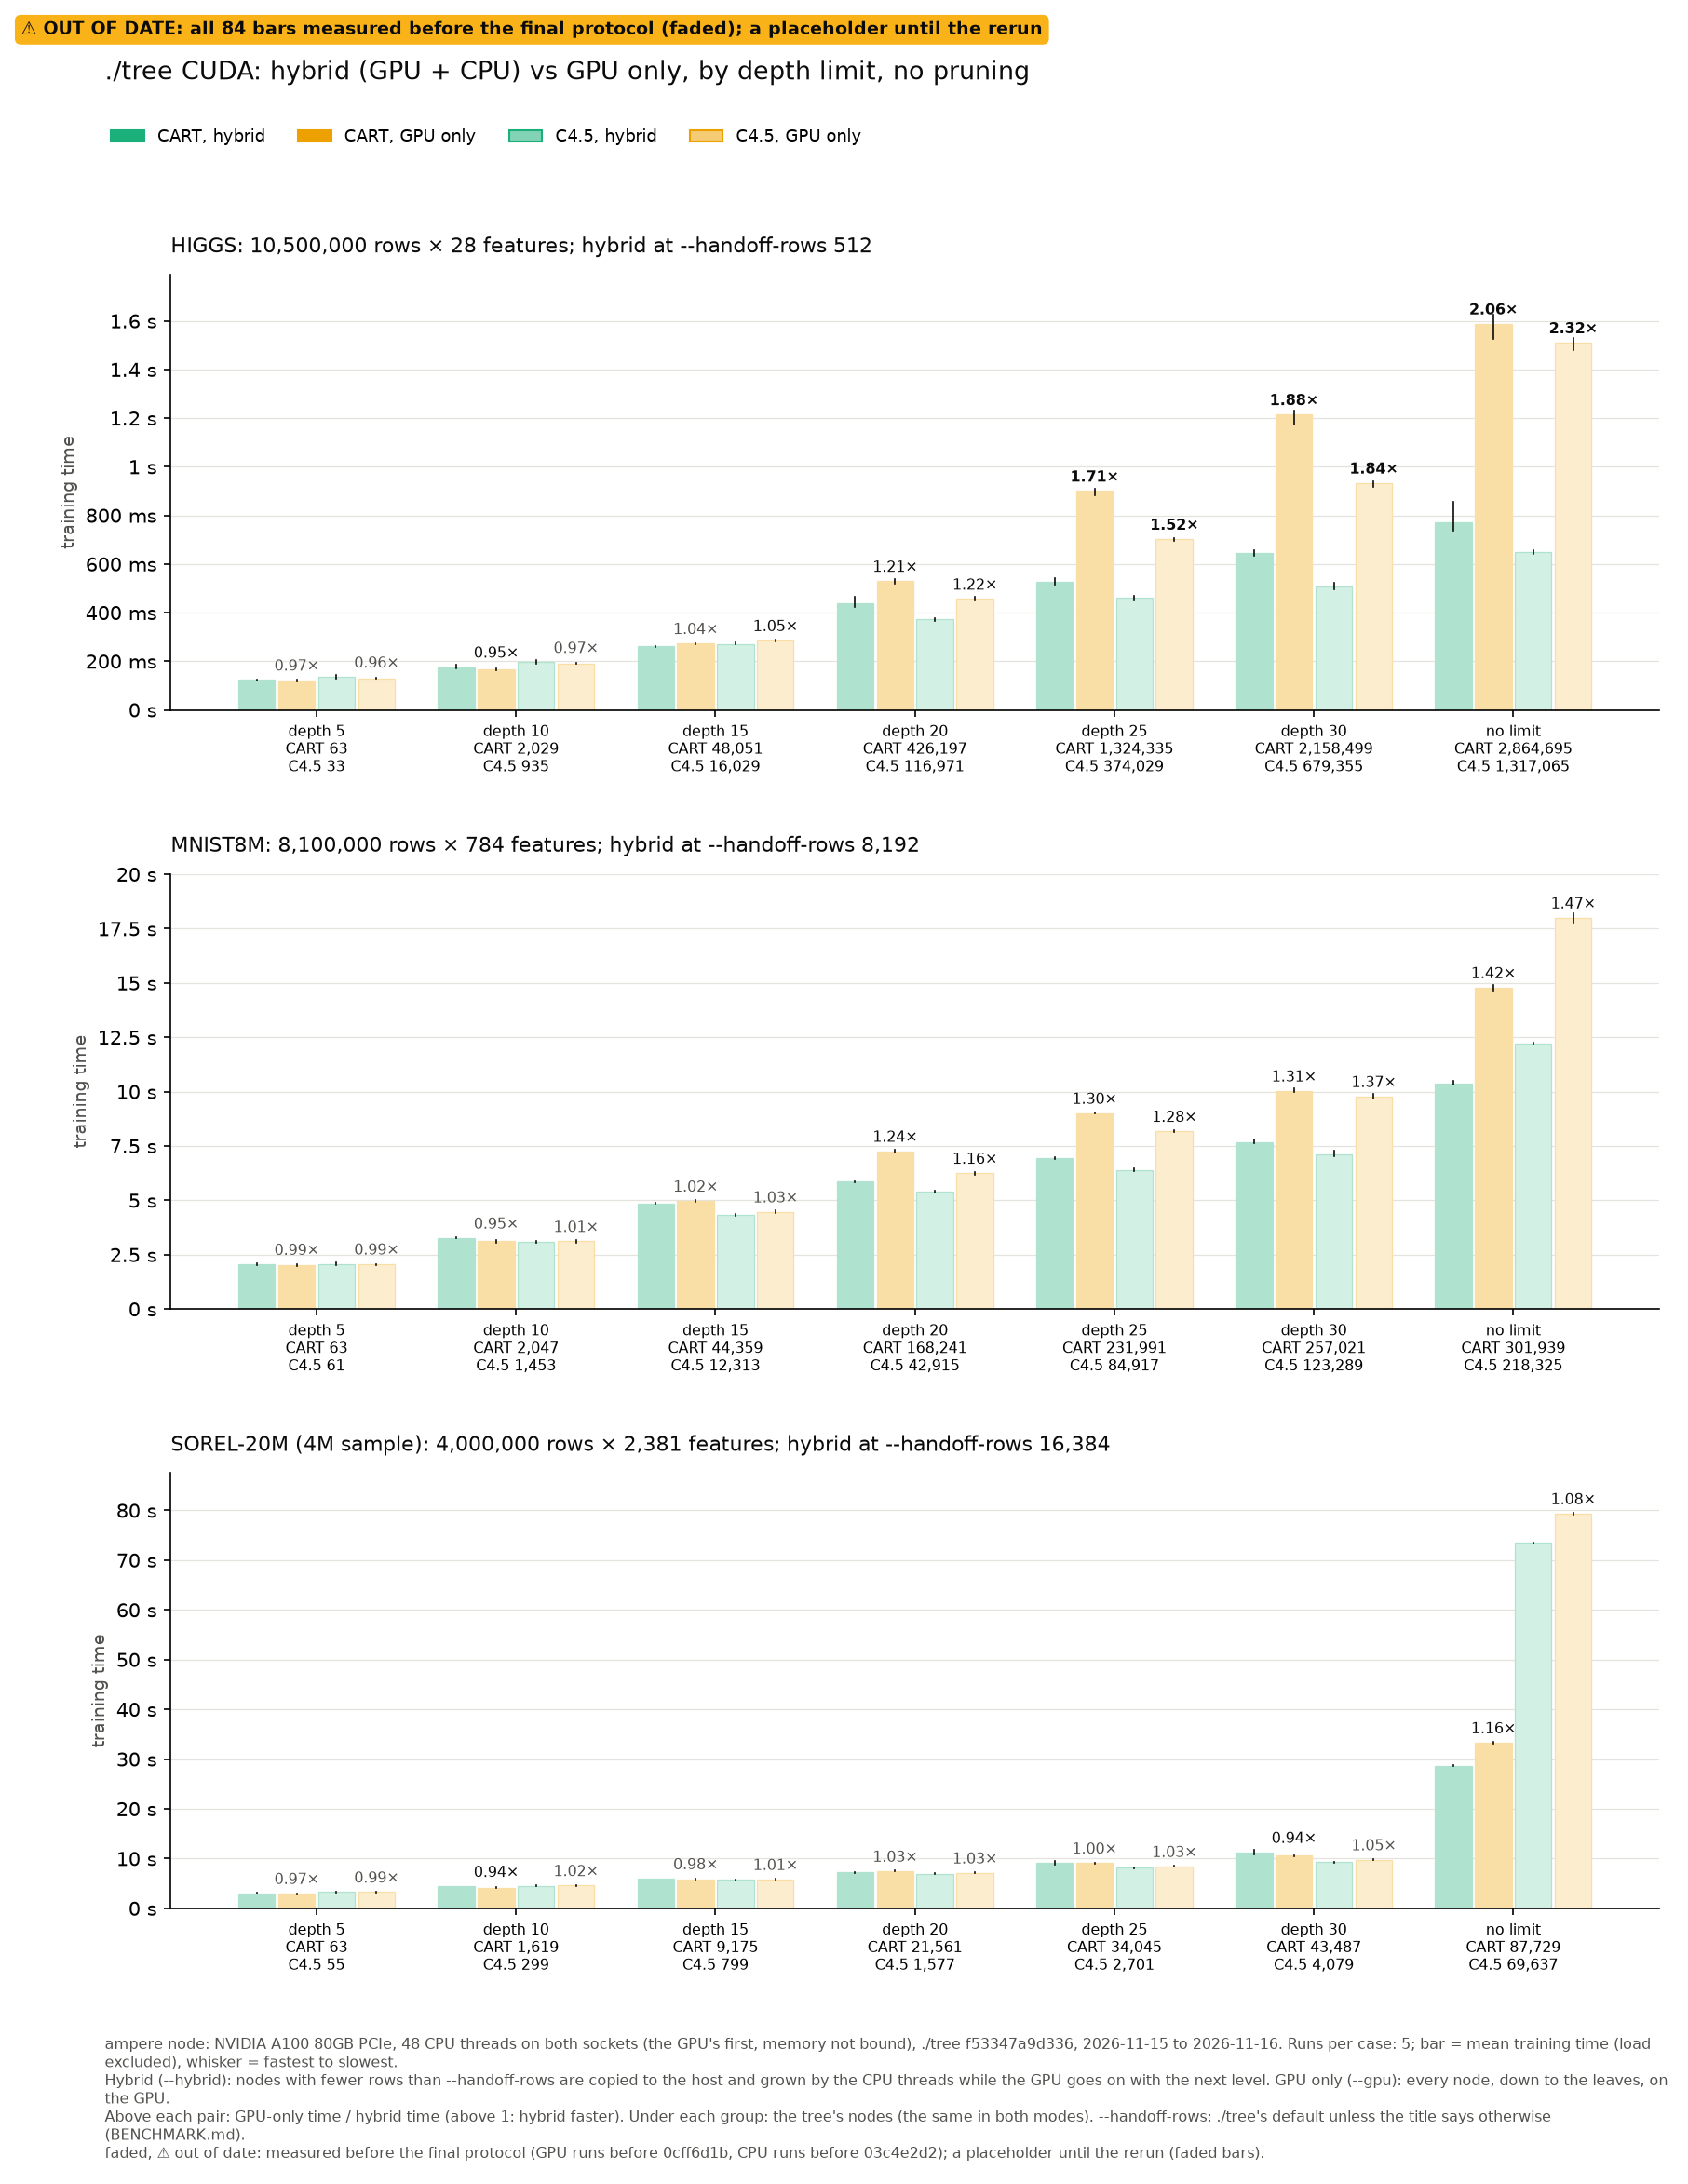 ⚠ OUT OF DATE: all 84 bars measured before the final protocol (faded); a placeholder until the rerun
./tree CUDA: hybrid (GPU + CPU) vs GPU only, by depth limit, no pruning
CART, hybrid
CART, GPU only
C4.5, hybrid
C4.5, GPU only
HIGGS: 10,500,000 rows × 28 features; hybrid at --handoff-rows 512
training time
1.6 s
1.4 s
1.2 s
1 s
800 ms
600 ms
400 ms
200 ms
0 s
0.97× 0.96× 0.95× 0.97× 1.04× 1.05× 1.21× 1.22× 1.71× 1.52× 1.88× 1.84× 2.06× 2.32×
depth 5 depth 10 depth 15 depth 20 depth 25 depth 30 no limit
CART 63 CART 2,029 CART 48,051 CART 426,197 CART 1,324,335 CART 2,158,499 CART 2,864,695
C4.5 33 C4.5 935 C4.5 16,029 C4.5 116,971 C4.5 374,029 C4.5 679,355 C4.5 1,317,065
MNIST8M: 8,100,000 rows × 784 features; hybrid at --handoff-rows 8,192
training time
20 s
17.5 s
15 s
12.5 s
10 s
7.5 s
5 s
2.5 s
0 s
0.99× 0.99× 0.95× 1.01× 1.02× 1.03× 1.24× 1.16× 1.30× 1.28× 1.31× 1.37× 1.42× 1.47×
depth 5 depth 10 depth 15 depth 20 depth 25 depth 30 no limit
CART 63 CART 2,047 CART 44,359 CART 168,241 CART 231,991 CART 257,021 CART 301,939
C4.5 61 C4.5 1,453 C4.5 12,313 C4.5 42,915 C4.5 84,917 C4.5 123,289 C4.5 218,325
SOREL-20M (4M sample): 4,000,000 rows × 2,381 features; hybrid at --handoff-rows 16,384
training time
80 s
70 s
60 s
50 s
40 s
30 s
20 s
10 s
0 s
0.97× 0.99× 0.94× 1.02× 0.98× 1.01× 1.03× 1.03× 1.00× 1.03× 0.94× 1.05× 1.16× 1.08×
depth 5 depth 10 depth 15 depth 20 depth 25 depth 30 no limit
CART 63 CART 1,619 CART 9,175 CART 21,561 CART 34,045 CART 43,487 CART 87,729
C4.5 55 C4.5 299 C4.5 799 C4.5 1,577 C4.5 2,701 C4.5 4,079 C4.5 69,637
ampere node: NVIDIA A100 80GB PCIe, 48 CPU threads on both sockets (the GPU's first, memory not bound), ./tree f53347a9d336, 2026-11-15 to 2026-11-16. Runs per case: 5; bar = mean training time (load
excluded), whisker = fastest to slowest.
Hybrid (--hybrid): nodes with fewer rows than --handoff-rows are copied to the host and grown by the CPU threads while the GPU goes on with the next level. GPU only (--gpu): every node, down to the leaves, on
the GPU.
Above each pair: GPU-only time / hybrid time (above 1: hybrid faster). Under each group: the tree's nodes (the same in both modes). --handoff-rows: ./tree's default unless the title says otherwise
(BENCHMARK.md).
faded, ⚠ out of date: measured before the final protocol (GPU runs before 0cff6d1b, CPU runs before 03c4e2d2); a placeholder until the rerun (faded bars).